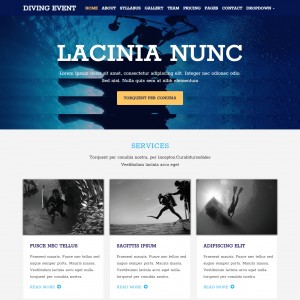 DIVING EVENT
HOME ABOUT SYLLABUS GALLERY TEAM PRICING PAGES CONTACT DROPDOWN
LACINIA NUNC
Lorem ipsum dolor sit amet, consectetur adipiscing elit. Integer nec odionec odio.
Sed nisi. Nulla quis sem at nibh elementum
TORQUENT PER CONUBIA
SERVICES
Torquent per conubia nostra, per inceptos.Curabiturosodales
Vestibulum lacinia arcu eget
FUSCE NEC TELLUS
SAGITTIS IPSUM
ADIPISCING ELIT
Praesent mauris. Fusce nec tellus sed
augue semper porta. Mauris massa.
Vestibulum lacinia arcu eget nulla.
torquent per conubia nostra.
READ MORE
Praesent mauris. Fusce nec tellus sed
augue semper porta. Mauris massa.
Vestibulum lacinia arcu eget nulla.
torquent per conubia nostra.
READ MORE
Praesent mauris. Fusce nec tellus sed
augue semper porta. Mauris massa.
Vestibulum lacinia arcu eget nulla.
torquent per conubia nostra.
READ MORE